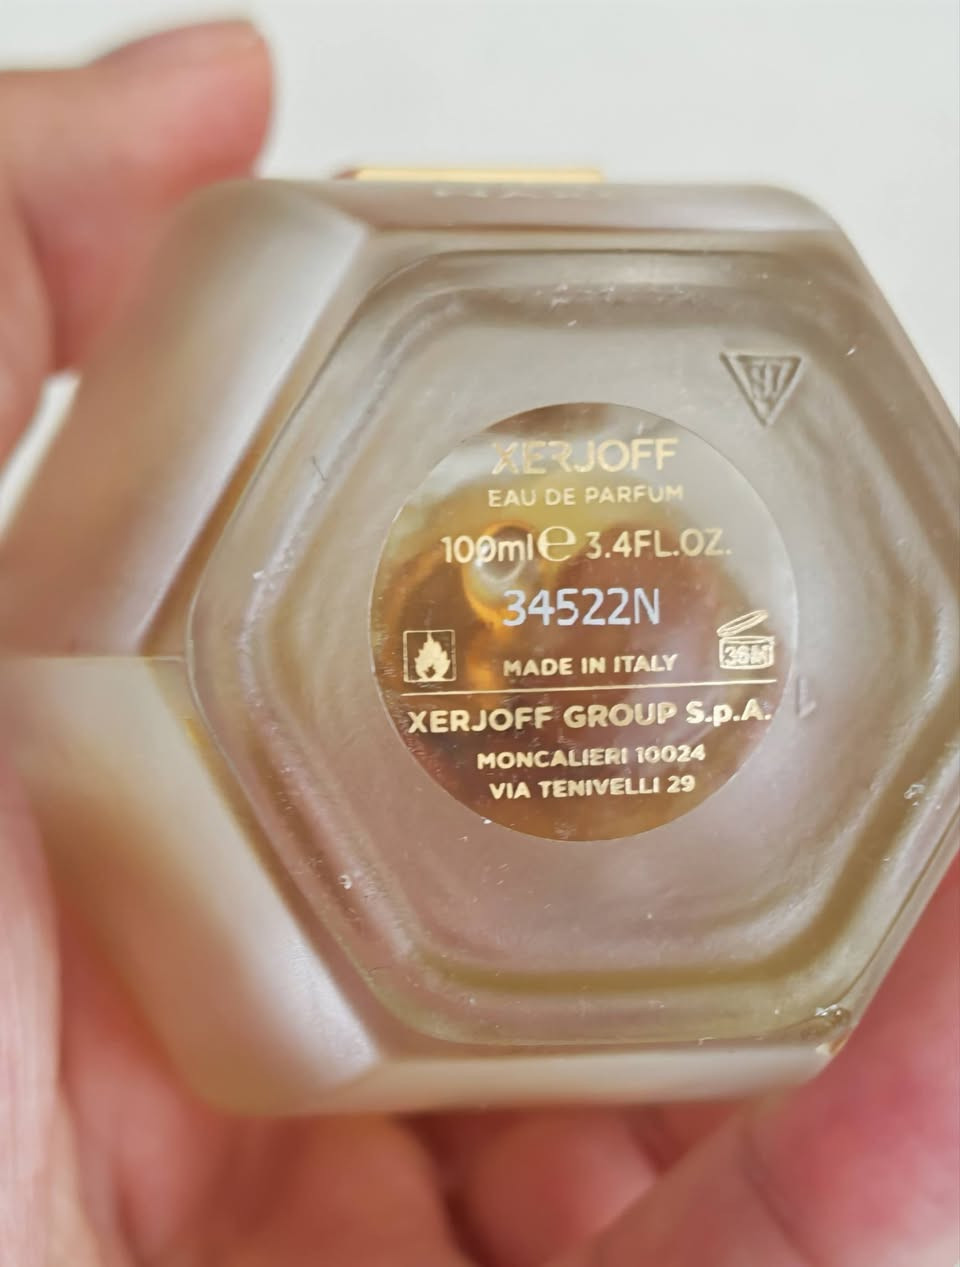 XERJOFF
EAU DE PARFUM
100ml e 3.4FL.OZ.
34522N
36M
MADE IN ITALY
XERJOFF GROUP S.p.A.
MONCALIERI 10024
VIA TENIVELLI 29
1